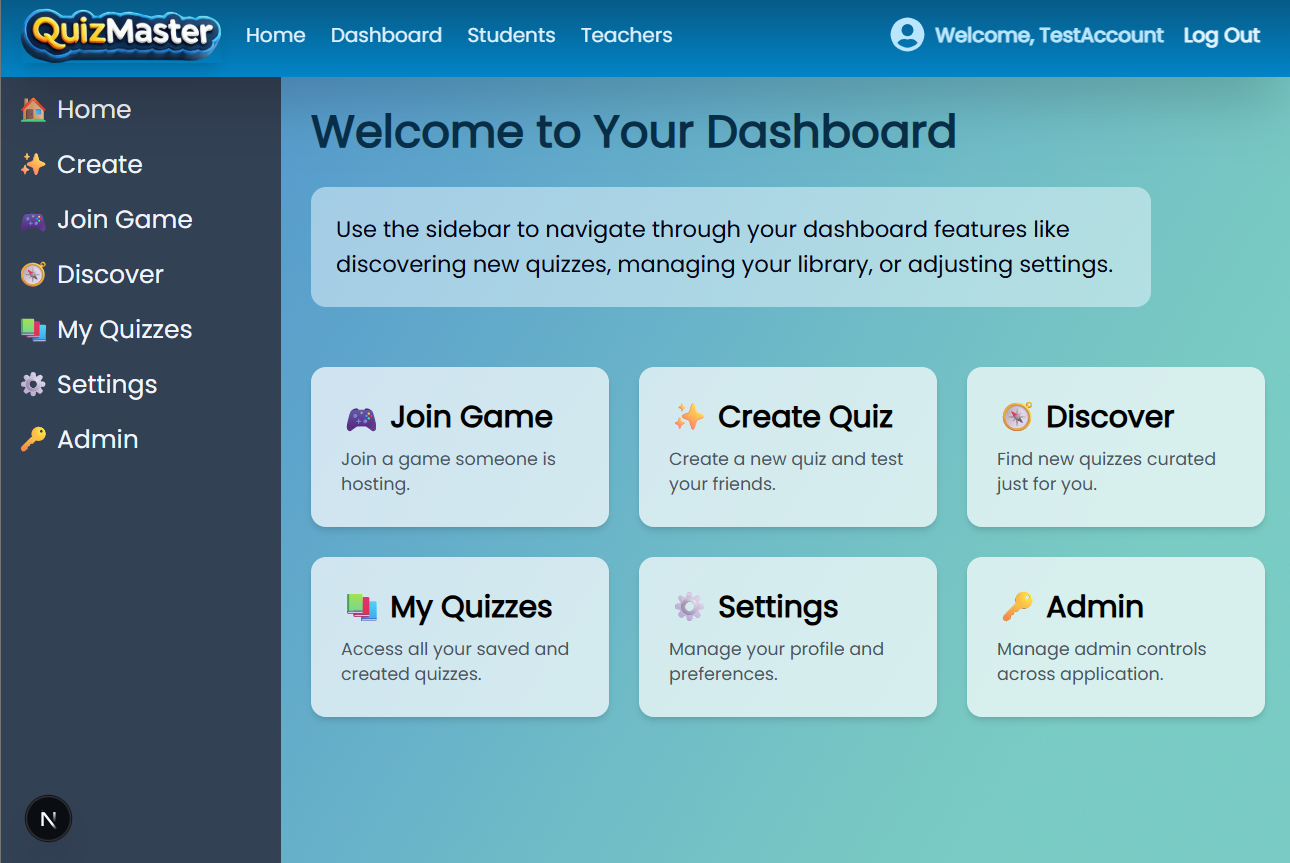 QuizMaster
Home Dashboard Students Teachers
Welcome, TestAccount Log Out
Home
Create
Join Game
Discover
My Quizzes
Settings
Admin
Welcome to Your Dashboard
Use the sidebar to navigate through your dashboard features like
discovering new quizzes, managing your library, or adjusting settings.
Join Game
Join a game someone is
hosting.
Create Quiz
Create a new quiz and test
your friends.
Discover
Find new quizzes curated
just for you.
My Quizzes
Access all your saved and
created quizzes.
Settings
Manage your profile and
preferences.
Admin
Manage admin controls
across application.
N